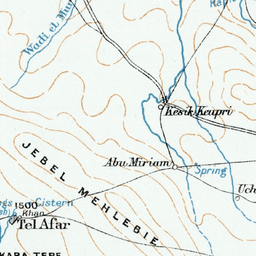 Wadi el Mu
Kesik Keupri
Abu Miriam
Spring
JEBEL MEHLEBIE
Uch
Cistern
1500
Khan
Tel Afar
KARA TEPE